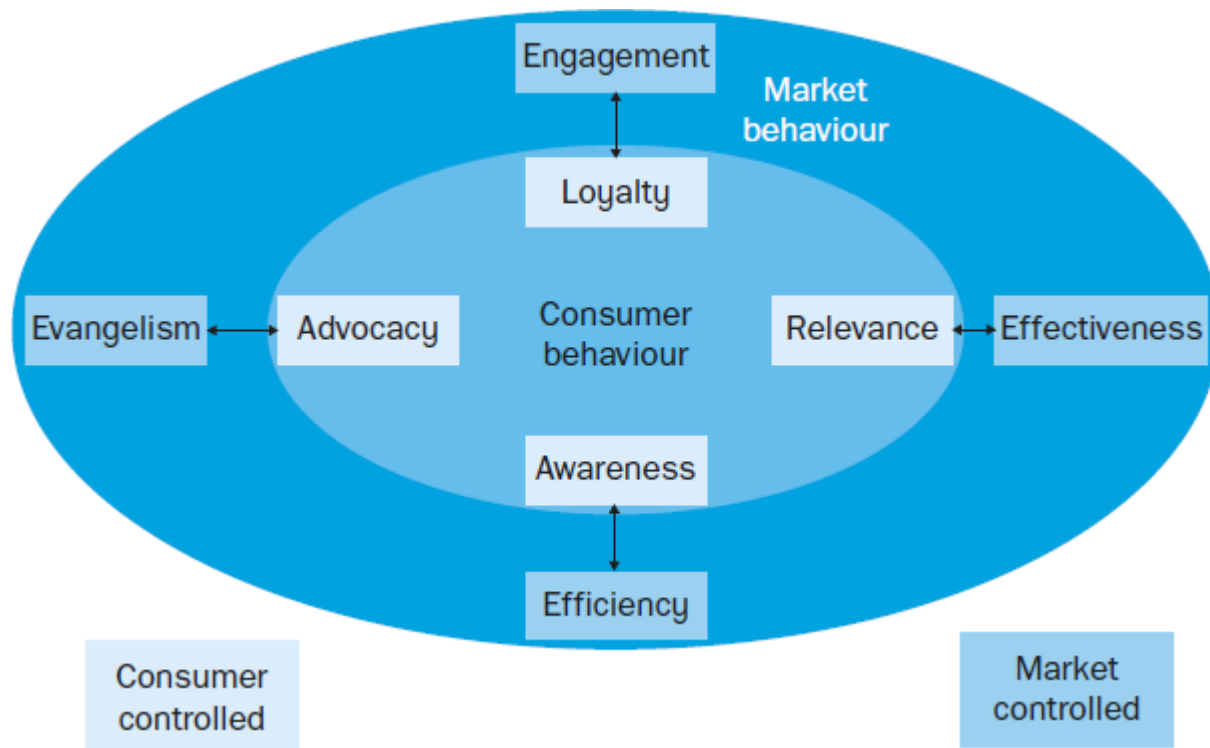 Engagement
Market
behaviour
Loyalty
Evangelism
Advocacy
Consumer
behaviour
Relevance
Effectiveness
Awareness
Efficiency
Consumer
controlled
Market
controlled